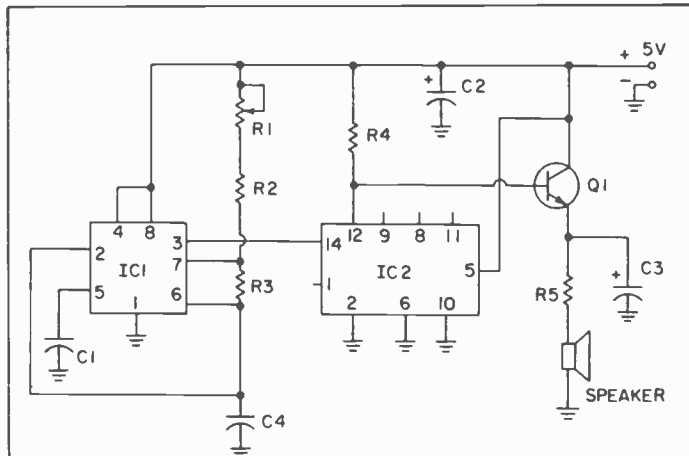 + 5V
-
+ C2
R1
R4
R2
Q1
4 8
3
12 9 8 11
2
14
7
IC1
IC2
5
5
1
R3
6
1
2 6 10
+ C3
R5
C1
SPEAKER
C4